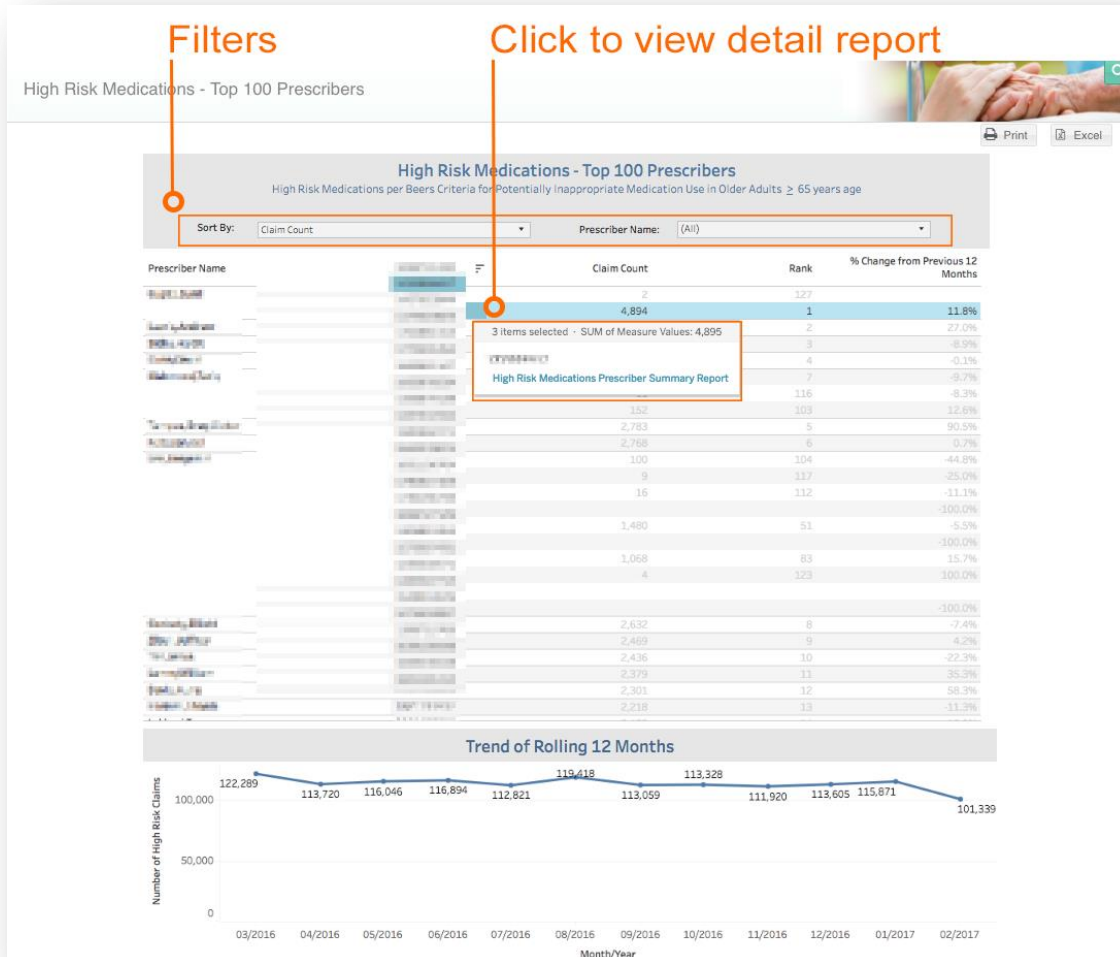 Filters
Click to view detail report
High Risk Medications - Top 100 Prescribers
Print
Excel
High Risk Medications - Top 100 Prescribers
High Risk Medications per Beers Criteria for Potentially Inappropriate Medication Use in Older Adults ≥ 65 years age
Sort By: Claim Count Prescriber Name: (All)
Prescriber Name Claim Count Rank % Change from Previous 12 Months
2 127
4,894 1 11.8%
2 27.0%
3 -8.9%
4 -0.1%
7 -9.7%
116 -8.3%
152 103 12.6%
2,783 5 90.5%
2,768 6 0.7%
100 104 -44.8%
9 117 -25.0%
16 112 -11.1%
-100.0%
1,480 51 -5.5%
-100.0%
1,068 83 15.7%
4 123 100.0%
-100.0%
2,632 8 -7.4%
2,469 9 4.2%
2,436 10 -22.3%
2,379 11 35.3%
2,301 12 58.3%
2,218 13 -11.3%
3 items selected · SUM of Measure Values: 4,895
High Risk Medications Prescriber Summary Report
Trend of Rolling 12 Months
Number of High Risk Claims
100,000
50,000
0
122,289 113,720 116,046 116,894 112,821 119,418 113,059 113,328 111,920 113,605 115,871 101,339
03/2016 04/2016 05/2016 06/2016 07/2016 08/2016 09/2016 10/2016 11/2016 12/2016 01/2017 02/2017
Month/Year